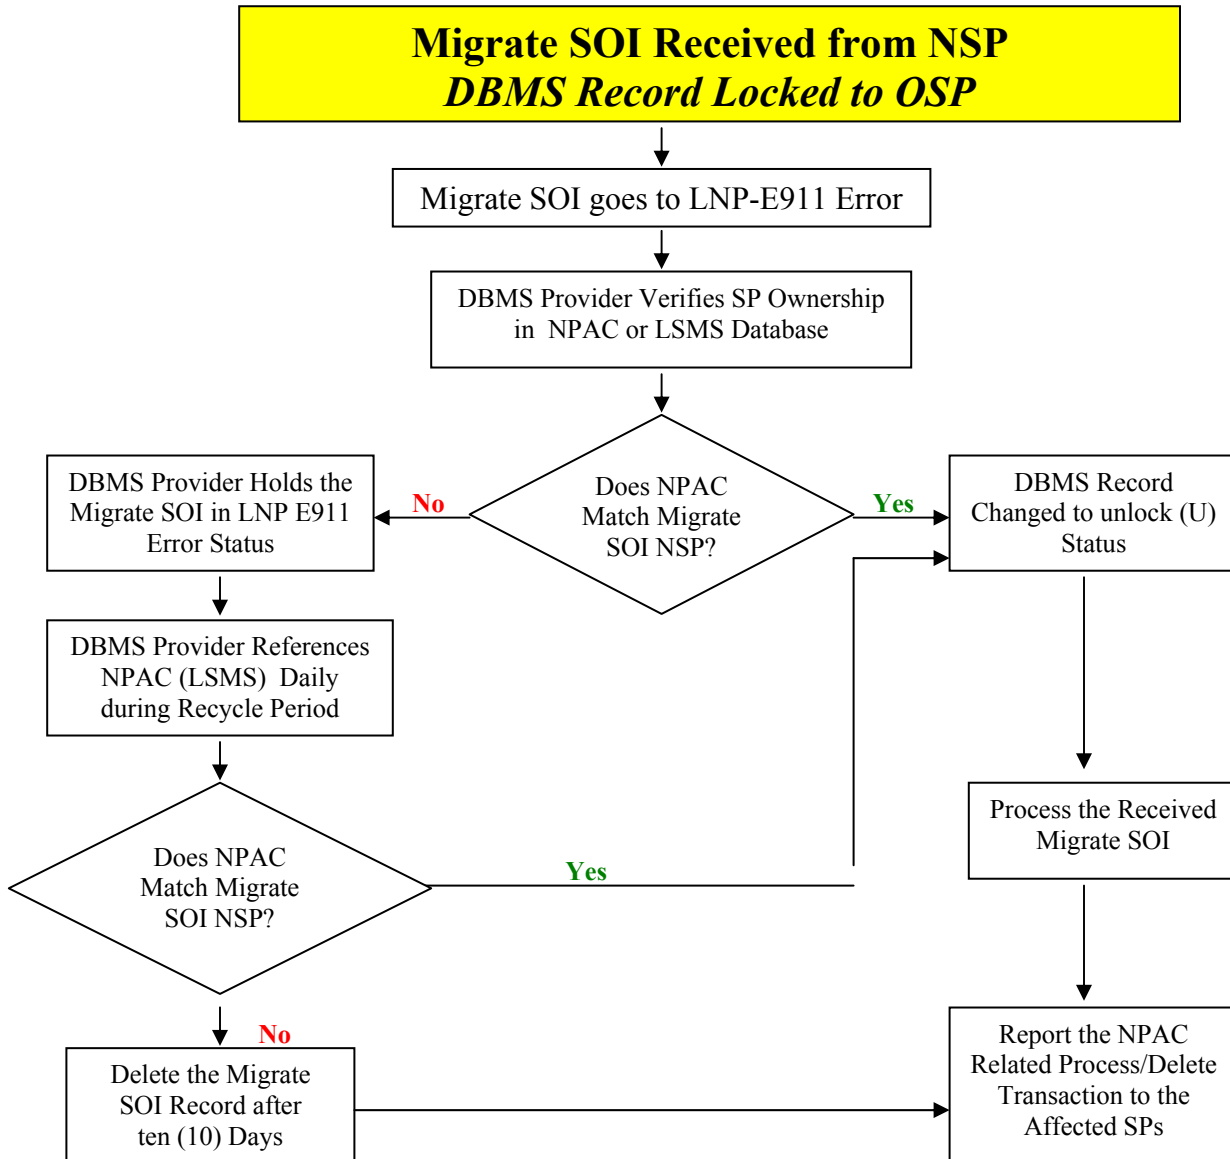 Migrate SOI Received from NSP
DBMS Record Locked to OSP
Migrate SOI goes to LNP-E911 Error
DBMS Provider Verifies SP Ownership
in NPAC or LSMS Database
Does NPAC
Match Migrate
SOI NSP?
No
Yes
DBMS Provider Holds the
Migrate SOI in LNP E911
Error Status
DBMS Record
Changed to unlock (U)
Status
DBMS Provider References
NPAC (LSMS) Daily
during Recycle Period
Does NPAC
Match Migrate
SOI NSP?
Yes
Process the Received
Migrate SOI
No
Delete the Migrate
SOI Record after
ten (10) Days
Report the NPAC
Related Process/Delete
Transaction to the
Affected SPs